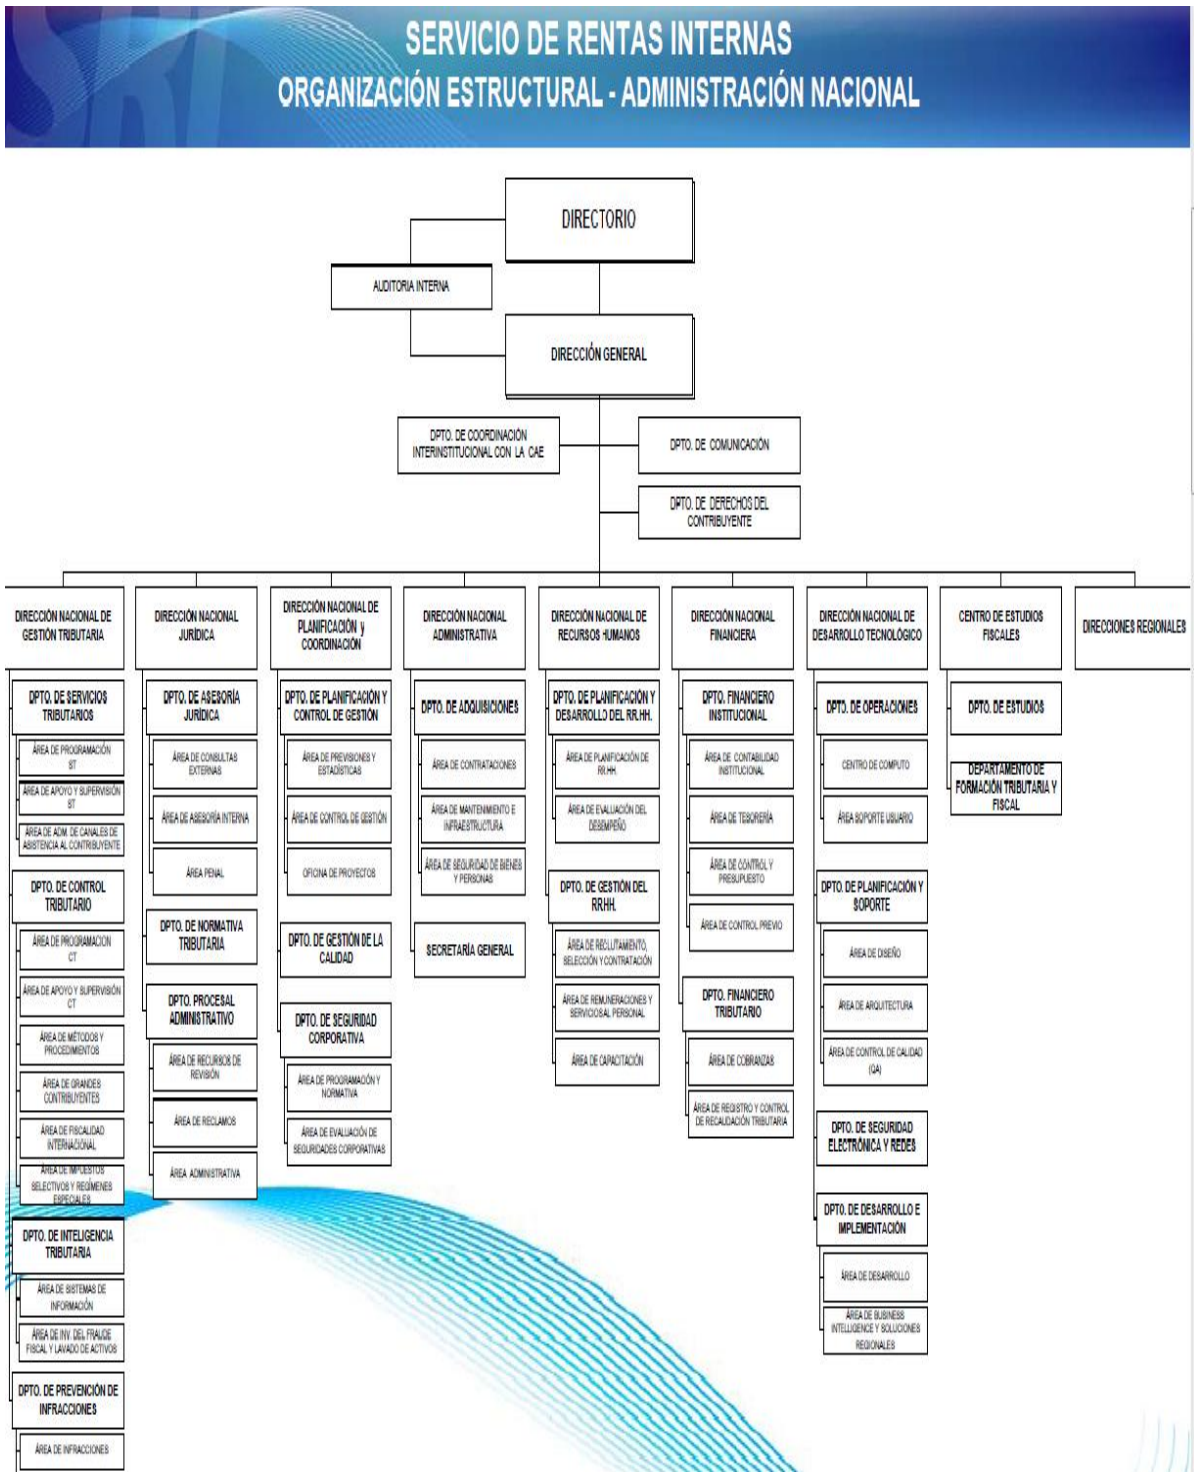 SERVICIO DE RENTAS INTERNAS
ORGANIZACIÓN ESTRUCTURAL - ADMINISTRACIÓN NACIONAL
DIRECTORIO
AUDITORIA INTERNA
DIRECCIÓN GENERAL
DPTO. DE COORDINACIÓN
INTERINSTITUCIONAL CON LA CAE
DPTO. DE COMUNICACIÓN
DPTO. DE DERECHOS DEL
CONTRIBUYENTE
DIRECCIÓN NACIONAL DE
GESTIÓN TRIBUTARIA
DPTO. DE SERVICIOS
TRIBUTARIOS
ÁREA DE PROGRAMACIÓN
ST
ÁREA DE APOYO Y SUPERVISIÓN
ST
ÁREA DE ADM. DE CANALES DE
ASISTENCIA AL CONTRIBUYENTE
DPTO. DE CONTROL
TRIBUTARIO
ÁREA DE PROGRAMACION
CT
ÁREA DE APOYO Y SUPERVISIÓN
CT
ÁREA DE MÉTODOS Y
PROCEDIMIENTOS
ÁREA DE GRANDES
CONTRIBUYENTES
ÁREA DE FISCALIDAD
INTERNACIONAL
ÁREA DE IMPUESTOS
SELECTIVOS Y REGÍMENES
ESPECIALES
DPTO. DE INTELIGENCIA
TRIBUTARIA
ÁREA DE SISTEMAS DE
INFORMACIÓN
ÁREA DE INV. DEL FRAUDE
FISCAL Y LAVADO DE ACTIVOS
DPTO. DE PREVENCIÓN DE
INFRACCIONES
ÁREA DE INFRACCIONES
DIRECCIÓN NACIONAL
JURÍDICA
DPTO. DE ASESORÍA
JURÍDICA
ÁREA DE CONSULTAS
EXTERNAS
ÁREA DE ASESORÍA INTERNA
ÁREA PENAL
DPTO. DE NORMATIVA
TRIBUTARIA
DPTO. PROCESAL
ADMINISTRATIVO
ÁREA DE RECURSOS DE
REVISIÓN
ÁREA DE RECLAMOS
ÁREA ADMINISTRATIVA
DIRECCIÓN NACIONAL DE
PLANIFICACIÓN y
COORDINACIÓN
DPTO. DE PLANIFICACIÓN Y
CONTROL DE GESTIÓN
ÁREA DE PREVISIONES Y
ESTADÍSTICAS
ÁREA DE CONTROL DE GESTIÓN
OFICINA DE PROYECTOS
DPTO. DE GESTIÓN DE LA
CALIDAD
DPTO. DE SEGURIDAD
CORPORATIVA
ÁREA DE PROGRAMACIÓN Y
NORMATIVA
ÁREA DE EVALUACIÓN DE
SEGURIDADES CORPORATIVAS
DIRECCIÓN NACIONAL
ADMINISTRATIVA
DPTO. DE ADQUISICIONES
ÁREA DE CONTRATACIONES
ÁREA DE MANTENIMIENTO E
INFRAESTRUCTURA
ÁREA DE SEGURIDAD DE BIENES
Y PERSONAS
SECRETARÍA GENERAL
DIRECCIÓN NACIONAL DE
RECURSOS HUMANOS
DPTO. DE PLANIFICACIÓN Y
DESARROLLO DEL RR.HH.
ÁREA DE PLANIFICACIÓN DE
RR.HH.
ÁREA DE EVALUACIÓN DEL
DESEMPEÑO
DPTO. DE GESTIÓN DEL
RR.HH.
ÁREA DE RECLUTAMIENTO,
SELECCIÓN Y CONTRATACIÓN
ÁREA DE REMUNERACIONES Y
SERVICIOS AL PERSONAL
ÁREA DE CAPACITACIÓN
DIRECCIÓN NACIONAL
FINANCIERA
DPTO. FINANCIERO
INSTITUCIONAL
ÁREA DE CONTABILIDAD
INSTITUCIONAL
ÁREA DE TESORERÍA
ÁREA DE CONTROL Y
PRESUPUESTO
ÁREA DE CONTROL PREVIO
DPTO. FINANCIERO
TRIBUTARIO
ÁREA DE COBRANZAS
ÁREA DE REGISTRO Y CONTROL
DE RECAUDACIÓN TRIBUTARIA
DIRECCIÓN NACIONAL DE
DESARROLLO TECNOLÓGICO
DPTO. DE OPERACIONES
CENTRO DE COMPUTO
ÁREA SOPORTE USUARIO
DPTO. DE PLANIFICACIÓN Y
SOPORTE
ÁREA DE DISEÑO
ÁREA DE ARQUITECTURA
ÁREA DE CONTROL DE CALIDAD
(QA)
DPTO. DE SEGURIDAD
ELECTRÓNICA Y REDES
DPTO. DE DESARROLLO E
IMPLEMENTACIÓN
ÁREA DE DESARROLLO
ÁREA DE BUSINESS
INTELLIGENCE Y SOLUCIONES
REGIONALES
CENTRO DE ESTUDIOS
FISCALES
DPTO. DE ESTUDIOS
DEPARTAMENTO DE
FORMACIÓN TRIBUTARIA Y
FISCAL
DIRECCIONES REGIONALES